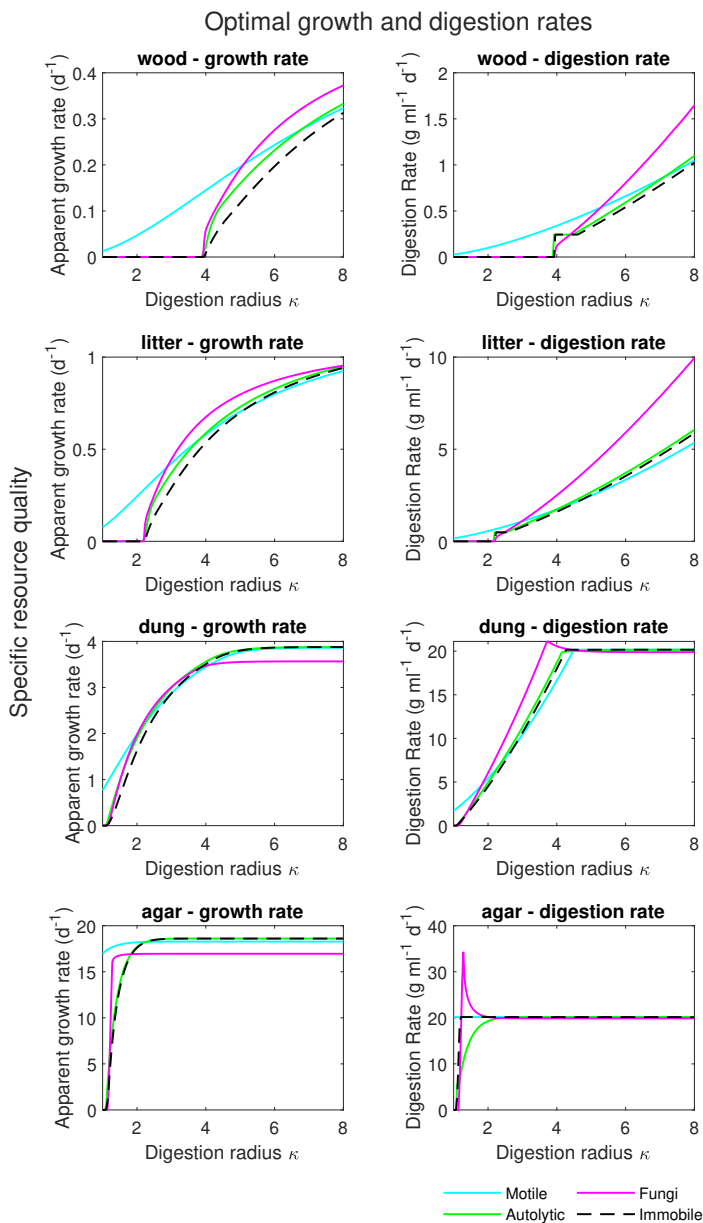 Optimal growth and digestion rates
Specific resource quality
wood - growth rate
Apparent growth rate (d⁻¹)
0.4
0.3
0.2
0.1
0
2 4 6 8
Digestion radius κ
wood - digestion rate
Digestion Rate (g ml⁻¹ d⁻¹)
2
1.5
1
0.5
0
2 4 6 8
Digestion radius κ
litter - growth rate
Apparent growth rate (d⁻¹)
1
0.5
0
2 4 6 8
Digestion radius κ
litter - digestion rate
Digestion Rate (g ml⁻¹ d⁻¹)
10
5
0
2 4 6 8
Digestion radius κ
dung - growth rate
Apparent growth rate (d⁻¹)
4
3
2
1
0
2 4 6 8
Digestion radius κ
dung - digestion rate
Digestion Rate (g ml⁻¹ d⁻¹)
20
15
10
5
0
2 4 6 8
Digestion radius κ
agar - growth rate
Apparent growth rate (d⁻¹)
20
15
10
5
0
2 4 6 8
Digestion radius κ
agar - digestion rate
Digestion Rate (g ml⁻¹ d⁻¹)
40
30
20
10
0
2 4 6 8
Digestion radius κ
Motile Fungi
Autolytic Immobile